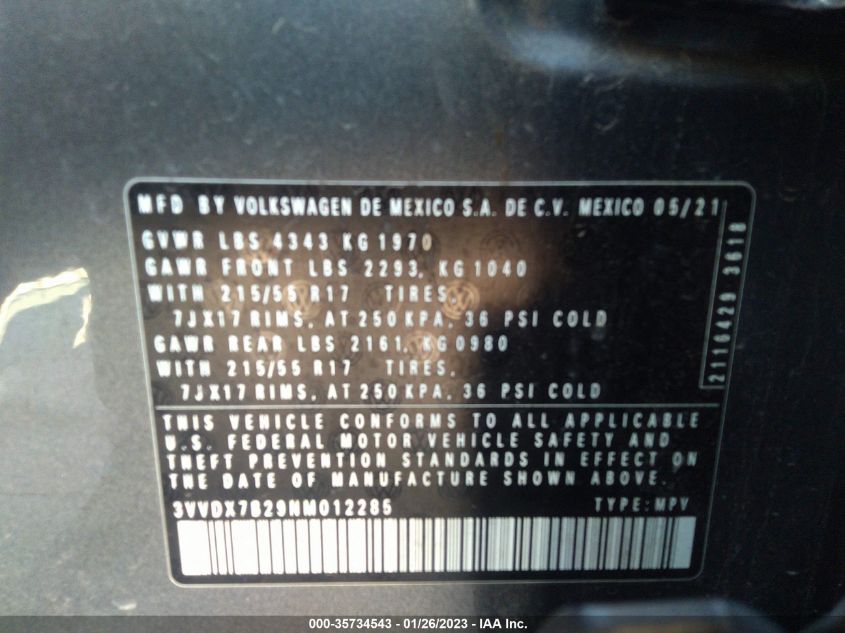 MFD BY VOLKSWAGEN DE MEXICO S.A. DE C.V. MEXICO 05/21
GVWR LBS 4343 KG 1970
GAWR FRONT LBS 2293, KG 1040
WITH 215/55 R17 TIRES,
7JX17 RIMS, AT 250 KPA, 36 PSI COLD
GAWR REAR LBS 2161, KG 0980
WITH 215/55 R17 TIRES,
7JX17 RIMS, AT 250 KPA, 36 PSI COLD
2116429 3618
THIS VEHICLE CONFORMS TO ALL APPLICABLE
U.S. FEDERAL MOTOR VEHICLE SAFETY AND
THEFT PREVENTION STANDARDS IN EFFECT ON
THE DATE OF MANUFACTURE SHOWN ABOVE.
3VVDX7B29NM012285 TYPE: MPV
000-35734543 / 01/26/2023 - IAA Inc.